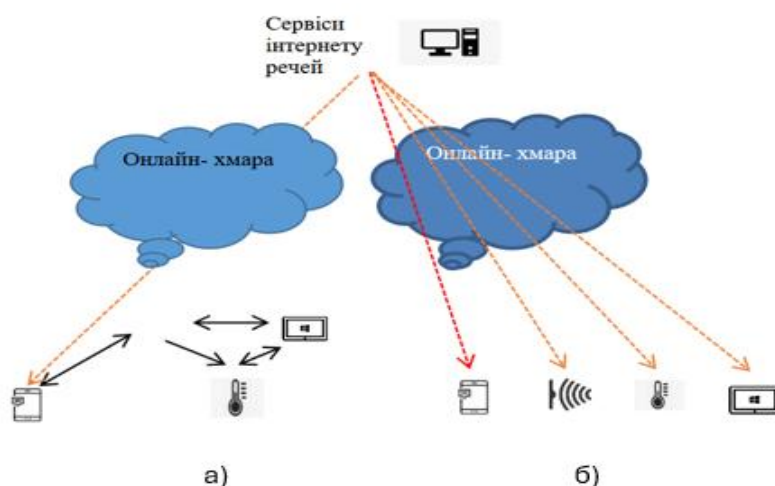 Сервіси
інтернету
речей
Онлайн- хмара
Онлайн- хмара
а)
б)